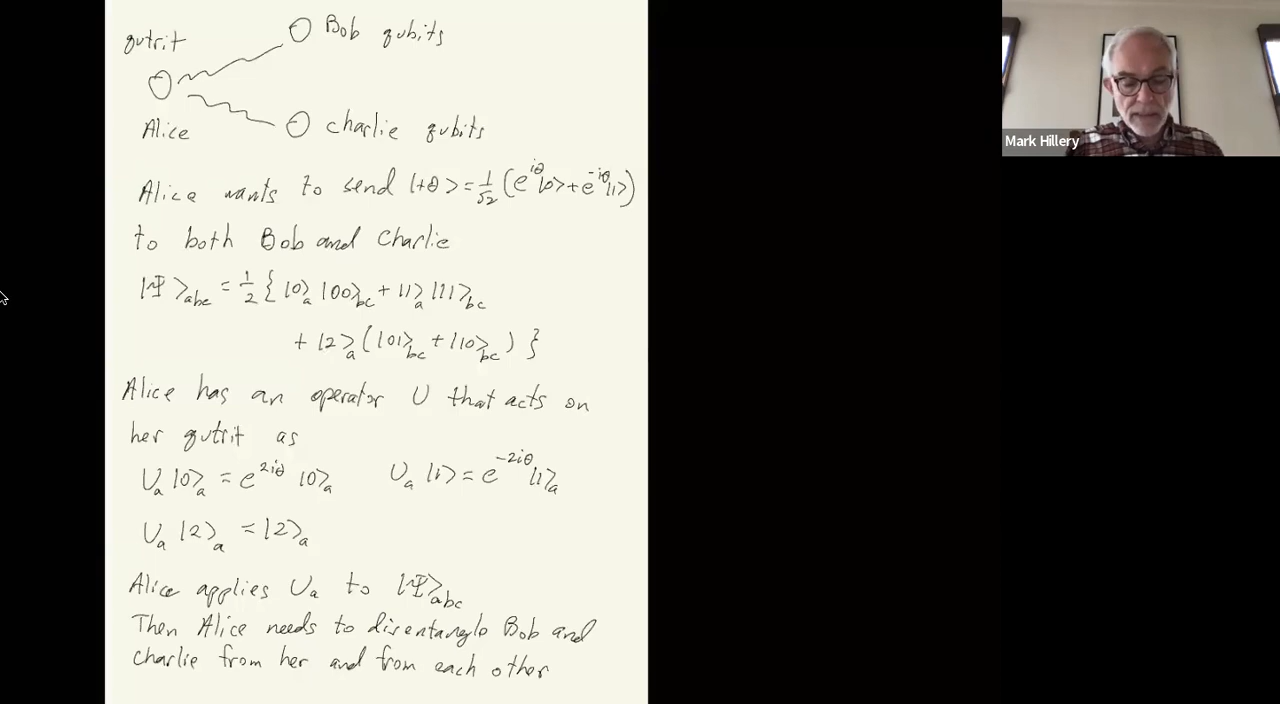 qutrit
Bob qubits
Alice
Charlie qubits
Alice wants to send |+θ> = 1/√2 (e^{iθ}|0> + e^{-iθ}|1>)
to both Bob and Charlie
|Ψ>_{abc} = 1/2 { |0>_a |00>_{bc} + |1>_a |11>_{bc}
+ |2>_a ( |01>_{bc} + |10>_{bc} ) }
Alice has an operator U that acts on
her qutrit as
U_a |0>_a = e^{2iθ} |0>_a U_a |1> = e^{-2iθ} |1>_a
U_a |2>_a = |2>_a
Alice applies U_a to |Ψ>_{abc}
Then Alice needs to disentangle Bob and
Charlie from her and from each other
Mark Hillery